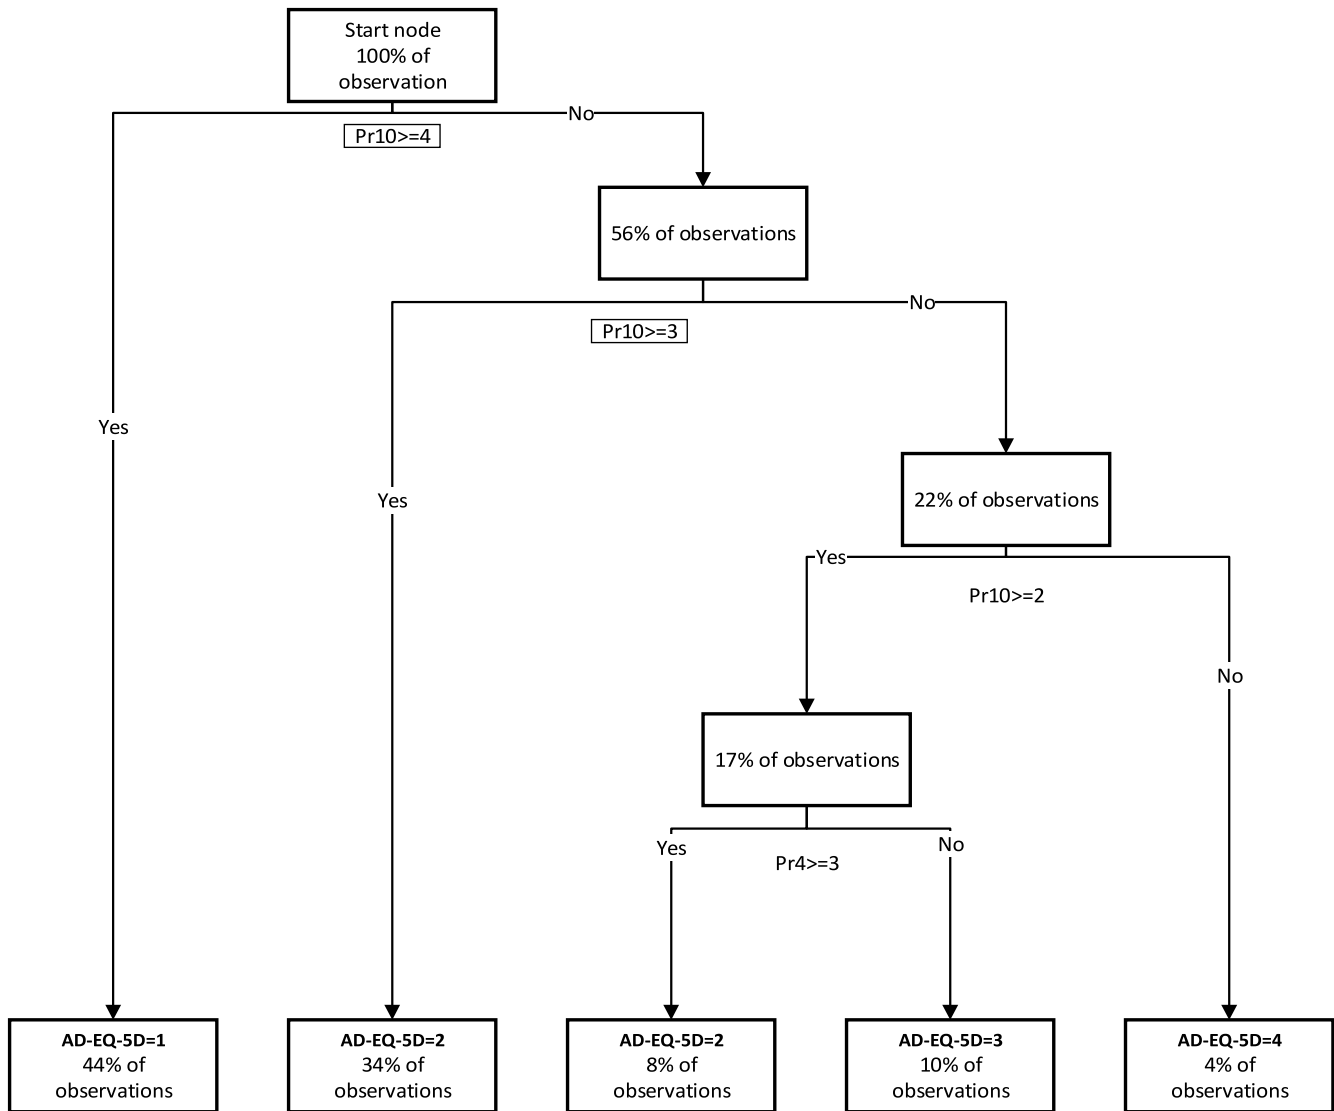 Start node
100% of
observation
No
Pr10>=4
56% of observations
No
Pr10>=3
Yes
Yes
22% of observations
Yes
Pr10>=2
No
17% of observations
Yes
No
Pr4>=3
AD-EQ-5D=1
44% of
observations
AD-EQ-5D=2
34% of
observations
AD-EQ-5D=2
8% of
observations
AD-EQ-5D=3
10% of
observations
AD-EQ-5D=4
4% of
observations